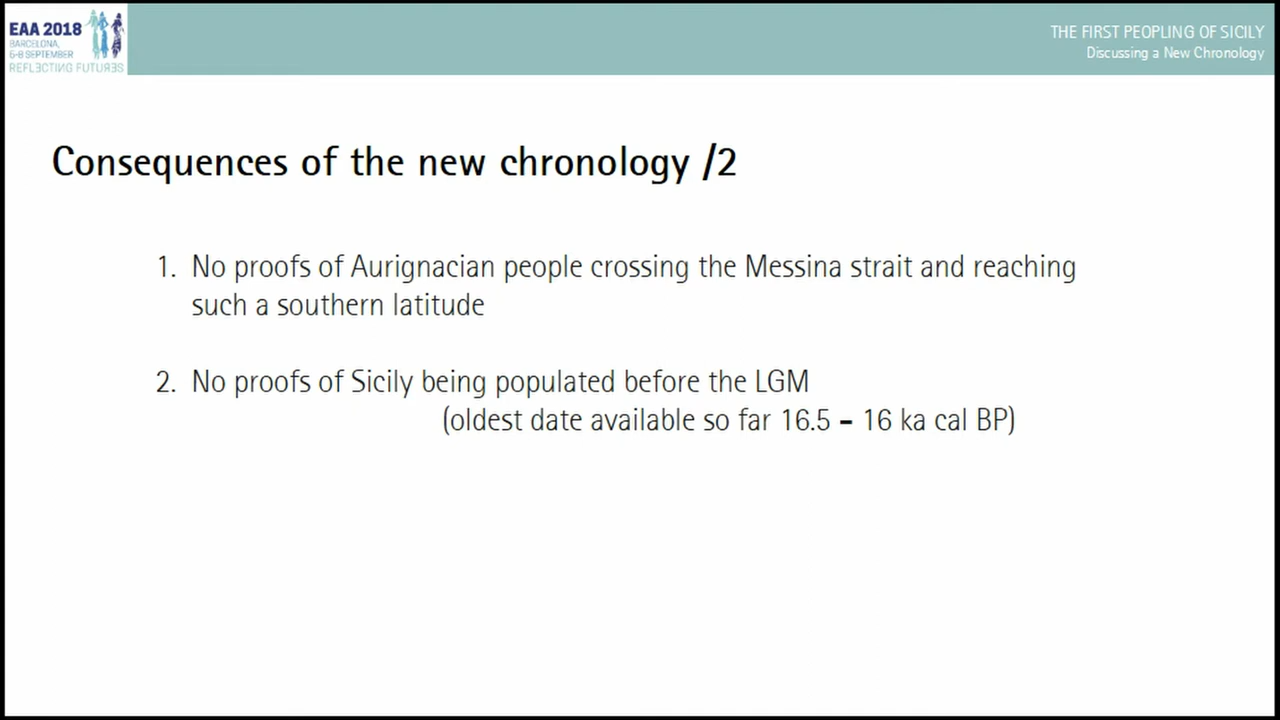 EAA 2018
BARCELONA,
5-8 SEPTEMBER
REFLECTING FUTURES
THE FIRST PEOPLING OF SICILY
Discussing a New Chronology
Consequences of the new chronology /2
1. No proofs of Aurignacian people crossing the Messina strait and reaching
such a southern latitude
2. No proofs of Sicily being populated before the LGM
(oldest date available so far 16.5 – 16 ka cal BP)